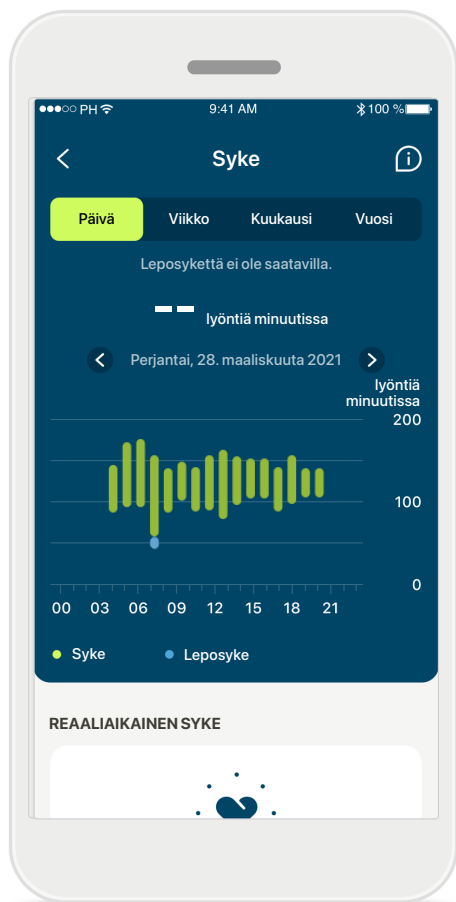 PH 9:41 AM 100 %
Syke
Päivä Viikko Kuukausi Vuosi
Leposykettä ei ole saatavilla.
-- lyöntiä minuutissa
Perjantai, 28. maaliskuuta 2021
lyöntiä
minuutissa
200
100
0
00 03 06 09 12 15 18 21
Syke Leposyke
REAALIAIKAINEN SYKE